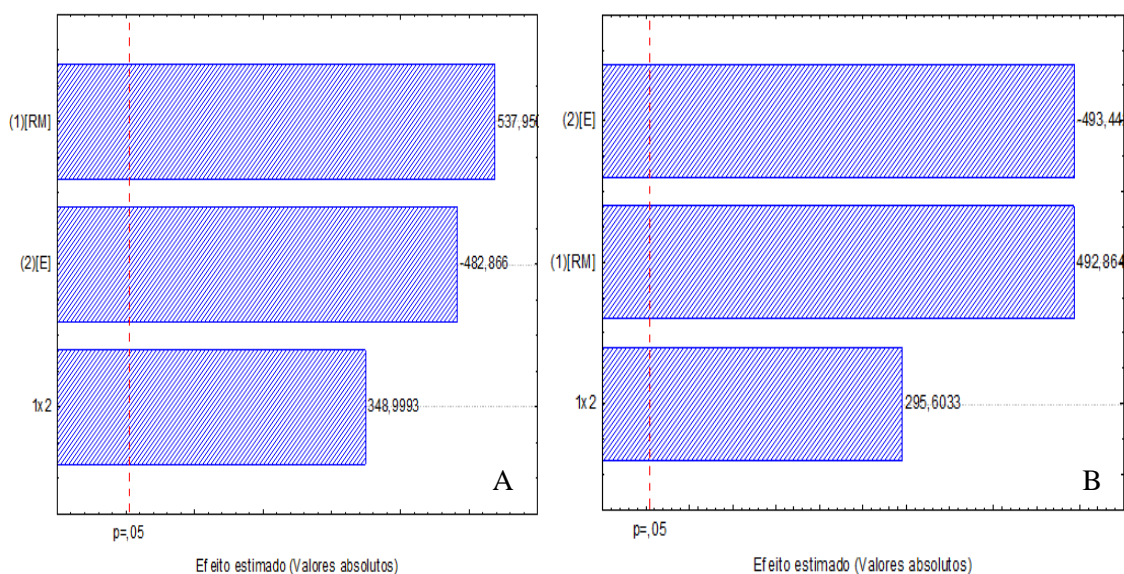 (1)[RM]
537,950
(2)[E]
-482,866
1x2
348,9993
A
p=,05
Efeito estimado (Valores absolutos)
(2)[E]
-493,44
(1)[RM]
492,864
1x2
295,6033
B
p=,05
Efeito estimado (Valores absolutos)